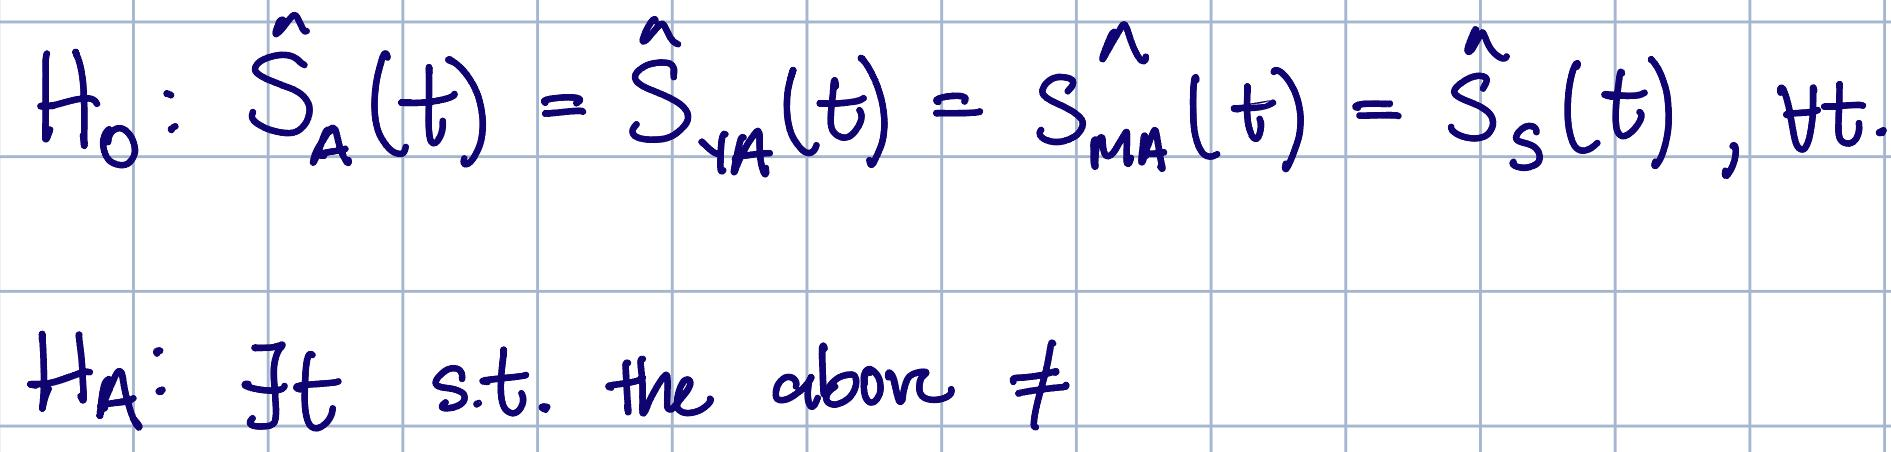 H₀: Ŝ_A(t) = Ŝ_YA(t) = Ŝ_MA(t) = Ŝ_S(t), ∀t.
H_A: ∃t s.t. the above ≠